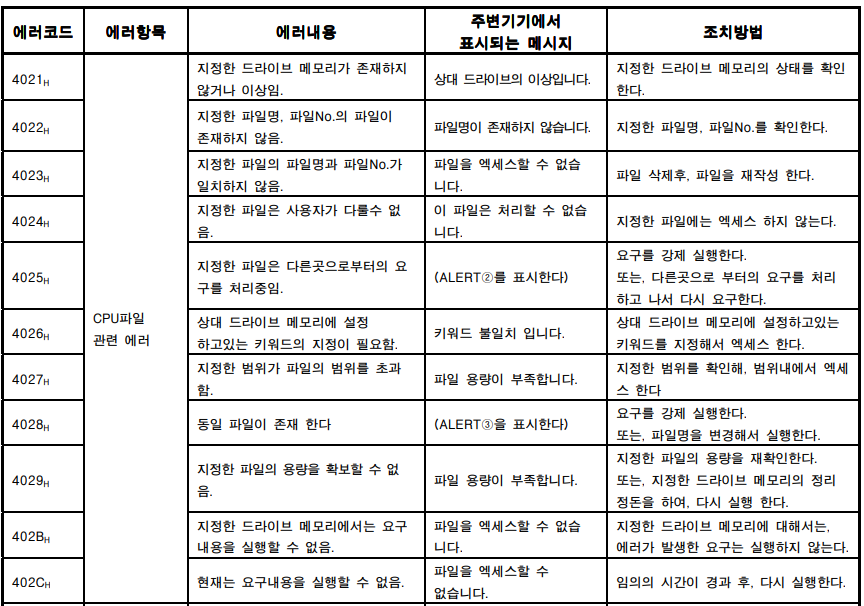 에러코드
에러항목
에러내용
주변기기에서
표시되는 메시지
조치방법
4021H
CPU파일
관련 에러
지정한 드라이브 메모리가 존재하지
않거나 이상임.
상대 드라이브의 이상입니다.
지정한 드라이브 메모리의 상태를 확인
한다.
4022H
지정한 파일명, 파일No.의 파일이
존재하지 않음.
파일명이 존재하지 않습니다.
지정한 파일명, 파일No.를 확인한다.
4023H
지정한 파일의 파일명과 파일No.가
일치하지 않음.
파일을 엑세스할 수 없습
니다.
파일 삭제후, 파일을 재작성 한다.
4024H
지정한 파일은 사용자가 다룰수 없
음.
이 파일은 처리할 수 없습
니다.
지정한 파일에는 엑세스 하지 않는다.
4025H
지정한 파일은 다른곳으로부터의 요
구를 처리중임.
(ALERT②를 표시한다)
요구를 강제 실행한다.
또는, 다른곳으로 부터의 요구를 처리
하고 나서 다시 요구한다.
4026H
상대 드라이브 메모리에 설정
하고있는 키워드의 지정이 필요함.
키워드 불일치 입니다.
상대 드라이브 메모리에 설정하고있는
키워드를 지정해서 엑세스 한다.
4027H
지정한 범위가 파일의 범위를 초과
함.
파일 용량이 부족합니다.
지정한 범위를 확인해, 범위내에서 엑세
스 한다
4028H
동일 파일이 존재 한다
(ALERT③을 표시한다)
요구를 강제 실행한다.
또는, 파일명을 변경해서 실행한다.
4029H
지정한 파일의 용량을 확보할 수 없
음.
파일 용량이 부족합니다.
지정한 파일의 용량을 재확인한다.
또는, 지정한 드라이브 메모리의 정리
정돈을 하여, 다시 실행 한다.
402BH
지정한 드라이브 메모리에서는 요구
내용을 실행할 수 없음.
파일을 엑세스할 수 없습
니다.
지정한 드라이브 메모리에 대해서는,
에러가 발생한 요구는 실행하지 않는다.
402CH
현재는 요구내용을 실행할 수 없음.
파일을 엑세스할 수
없습니다.
임의의 시간이 경과 후, 다시 실행한다.